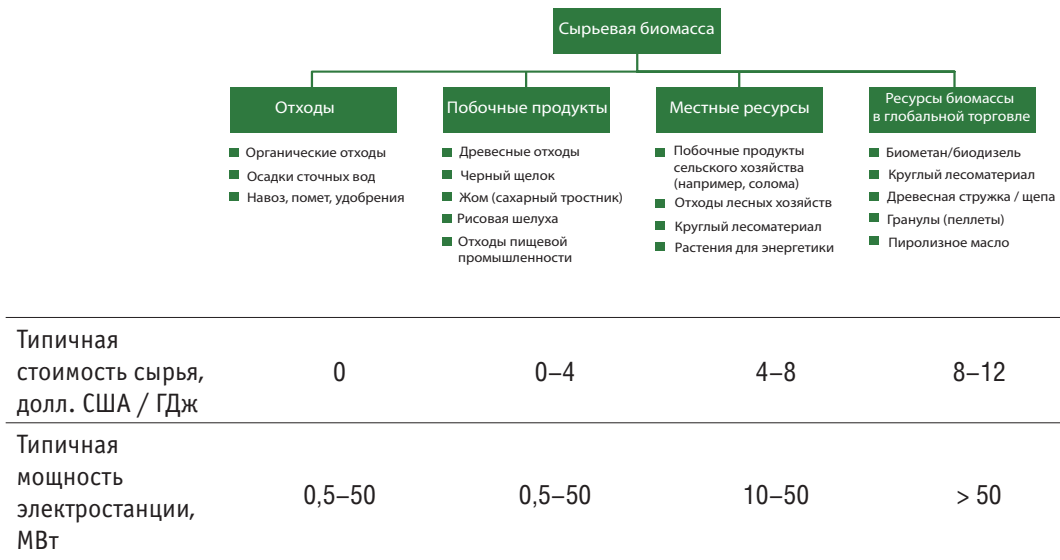 Сырьевая биомасса
Отходы
Органические отходы
Осадки сточных вод
Навоз, помет, удобрения
Побочные продукты
Древесные отходы
Черный щелок
Жом (сахарный тростник)
Рисовая шелуха
Отходы пищевой
промышленности
Местные ресурсы
Побочные продукты
сельского хозяйства
(например, солома)
Отходы лесных хозяйств
Круглый лесоматериал
Растения для энергетики
Ресурсы биомассы
в глобальной торговле
Биометан/биодизель
Круглый лесоматериал
Древесная стружка / щепа
Гранулы (пеллеты)
Пиролизное масло
Типичная
стоимость сырья,
долл. США / ГДж
0
0–4
4–8
8–12
Типичная
мощность
электростанции,
МВт
0,5–50
0,5–50
10–50
> 50